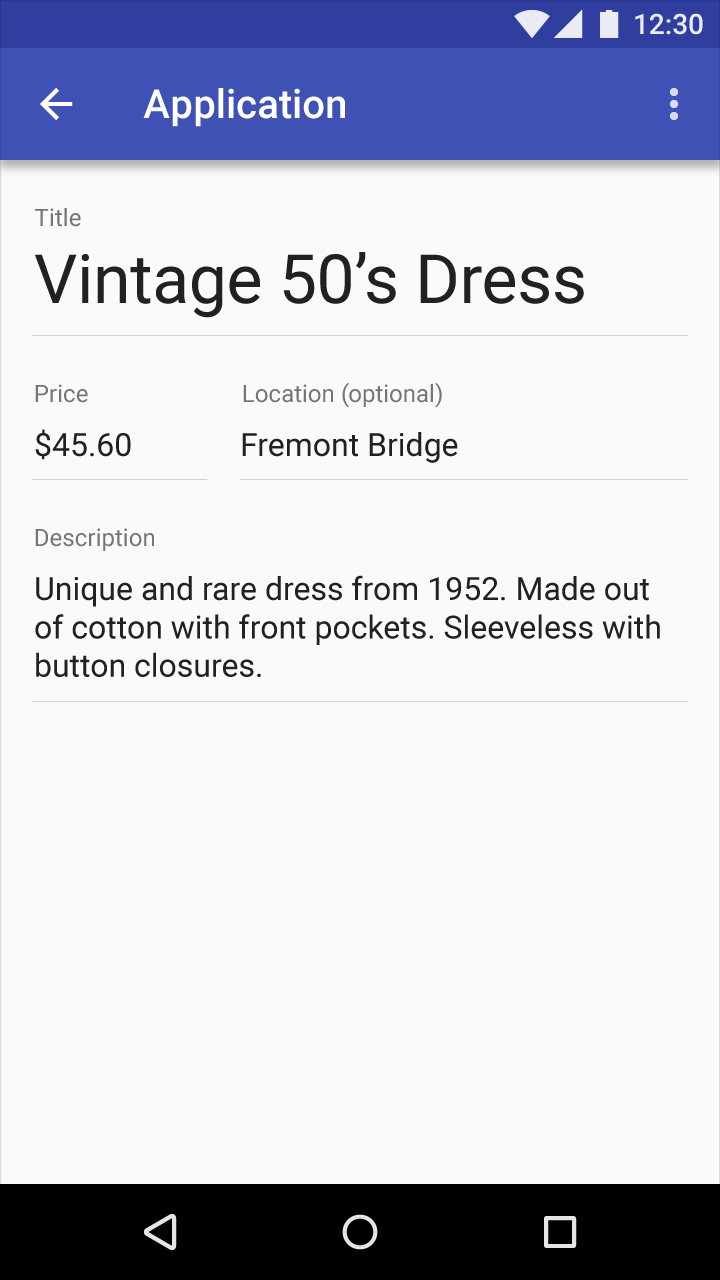 12:30
Application
Title
Vintage 50’s Dress
Price
Location (optional)
$45.60
Fremont Bridge
Description
Unique and rare dress from 1952. Made out
of cotton with front pockets. Sleeveless with
button closures.